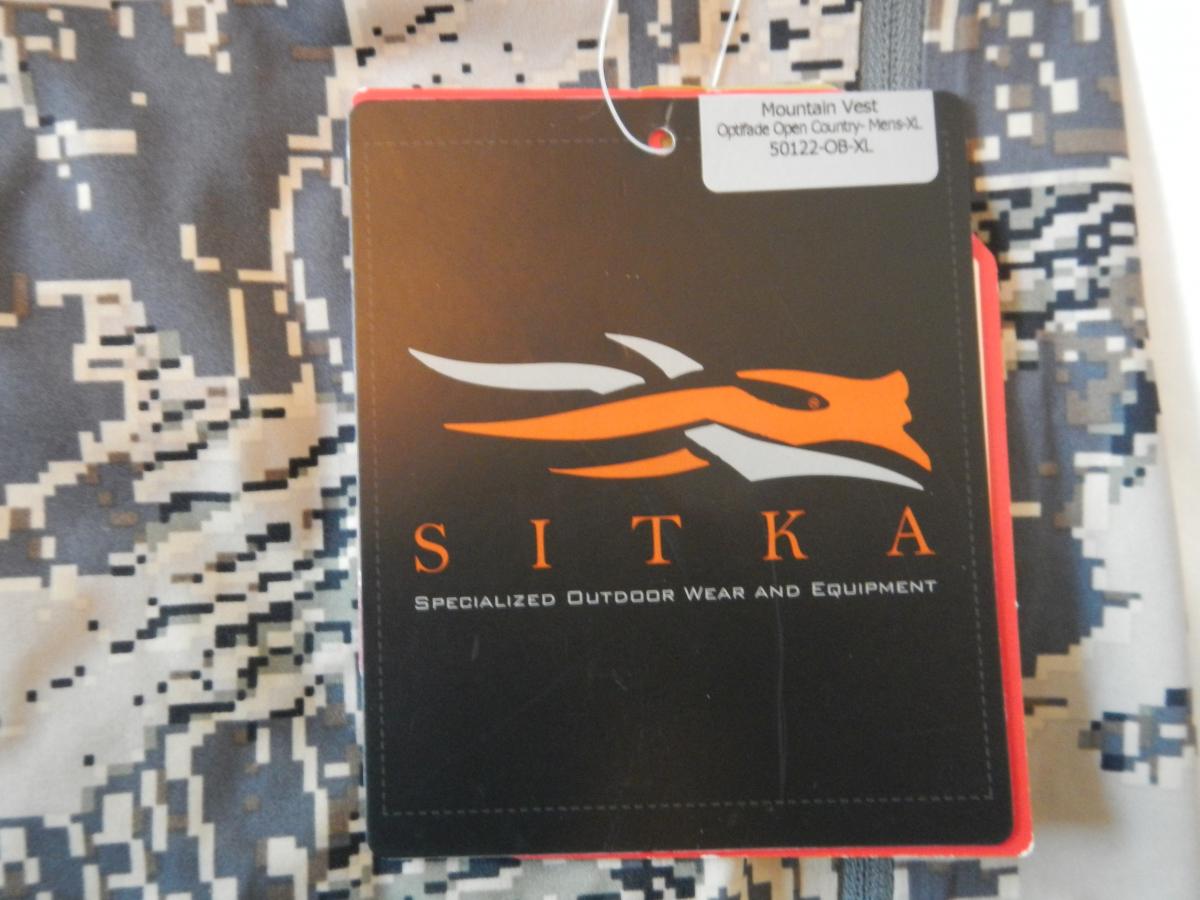 Mountain Vest
Optifade Open Country- Mens-XL
50122-OB-XL
®
SITKA
Specialized Outdoor Wear and Equipment